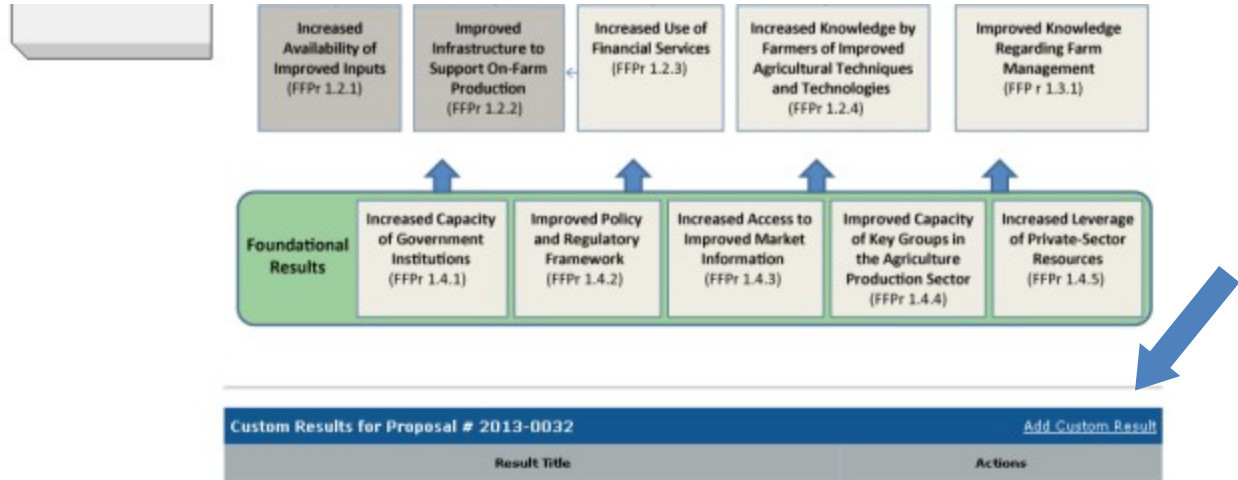 Increased
Availability of
Improved Inputs
(FFPr 1.2.1)
Improved
Infrastructure to
Support On-Farm
Production
(FFPr 1.2.2)
Increased Use of
Financial Services
(FFPr 1.2.3)
Increased Knowledge by
Farmers of Improved
Agricultural Techniques
and Technologies
(FFPr 1.2.4)
Improved Knowledge
Regarding Farm
Management
(FFP r 1.3.1)
Foundational
Results
Increased Capacity
of Government
Institutions
(FFPr 1.4.1)
Improved Policy
and Regulatory
Framework
(FFPr 1.4.2)
Increased Access to
Improved Market
Information
(FFPr 1.4.3)
Improved Capacity
of Key Groups in
the Agriculture
Production Sector
(FFPr 1.4.4)
Increased Leverage
of Private-Sector
Resources
(FFPr 1.4.5)
Custom Results for Proposal # 2013-0032
Add Custom Result
Result Title
Actions